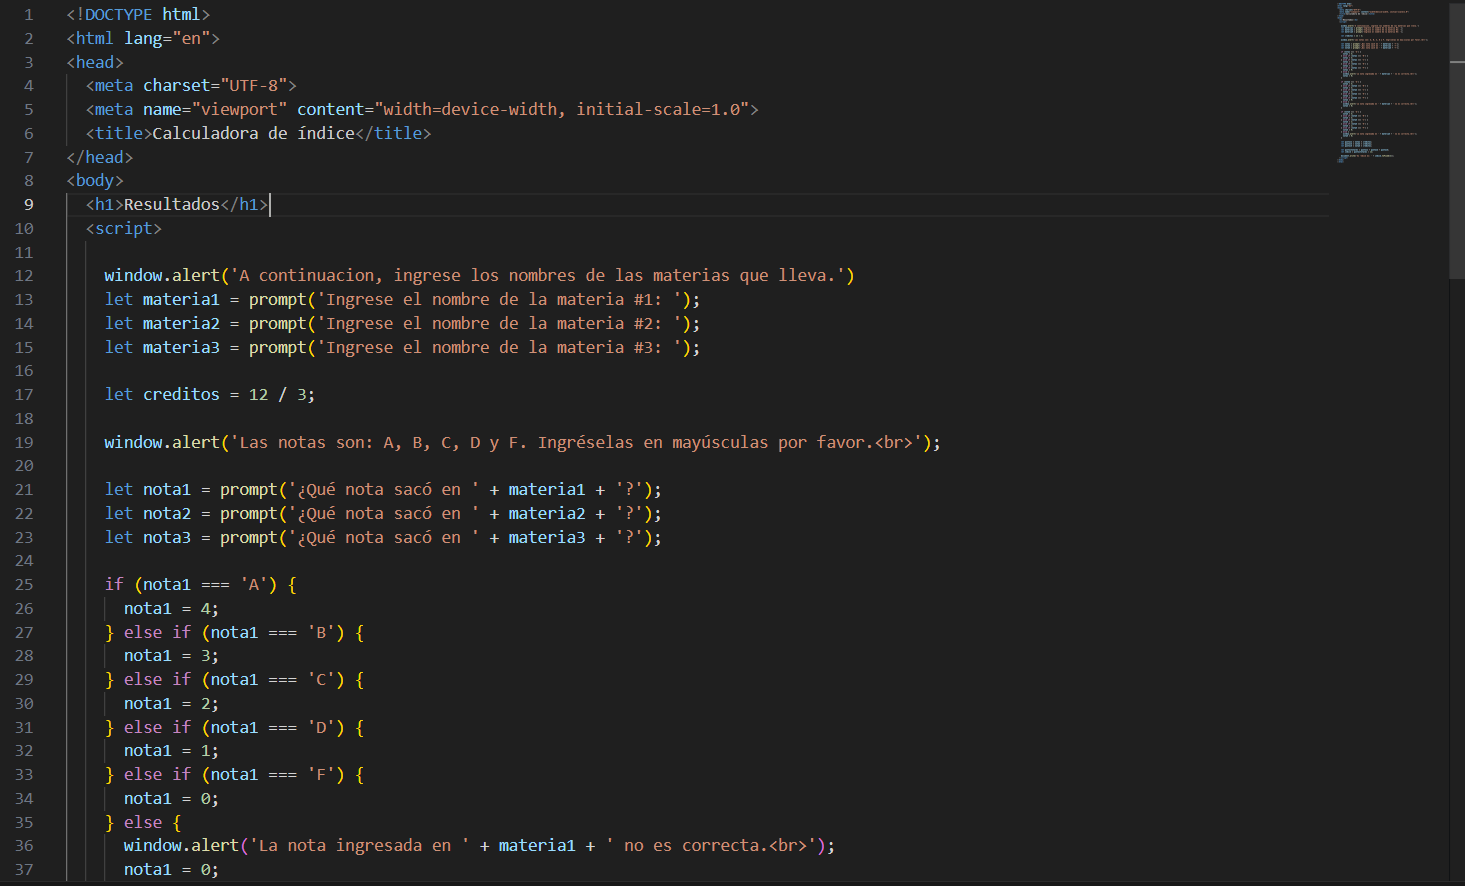 1 <!DOCTYPE html>
2 <html lang="en">
3 <head>
4 <meta charset="UTF-8">
5 <meta name="viewport" content="width=device-width, initial-scale=1.0">
6 <title>Calculadora de índice</title>
7 </head>
8 <body>
9 <h1>Resultados</h1>
10 <script>
11
12 window.alert('A continuacion, ingrese los nombres de las materias que lleva.')
13 let materia1 = prompt('Ingrese el nombre de la materia #1: ');
14 let materia2 = prompt('Ingrese el nombre de la materia #2: ');
15 let materia3 = prompt('Ingrese el nombre de la materia #3: ');
16
17 let creditos = 12 / 3;
18
19 window.alert('Las notas son: A, B, C, D y F. Ingréselas en mayúsculas por favor.<br>');
20
21 let nota1 = prompt('¿Qué nota sacó en ' + materia1 + '?');
22 let nota2 = prompt('¿Qué nota sacó en ' + materia2 + '?');
23 let nota3 = prompt('¿Qué nota sacó en ' + materia3 + '?');
24
25 if (nota1 === 'A') {
26 nota1 = 4;
27 } else if (nota1 === 'B') {
28 nota1 = 3;
29 } else if (nota1 === 'C') {
30 nota1 = 2;
31 } else if (nota1 === 'D') {
32 nota1 = 1;
33 } else if (nota1 === 'F') {
34 nota1 = 0;
35 } else {
36 window.alert('La nota ingresada en ' + materia1 + ' no es correcta.<br>');
37 nota1 = 0;